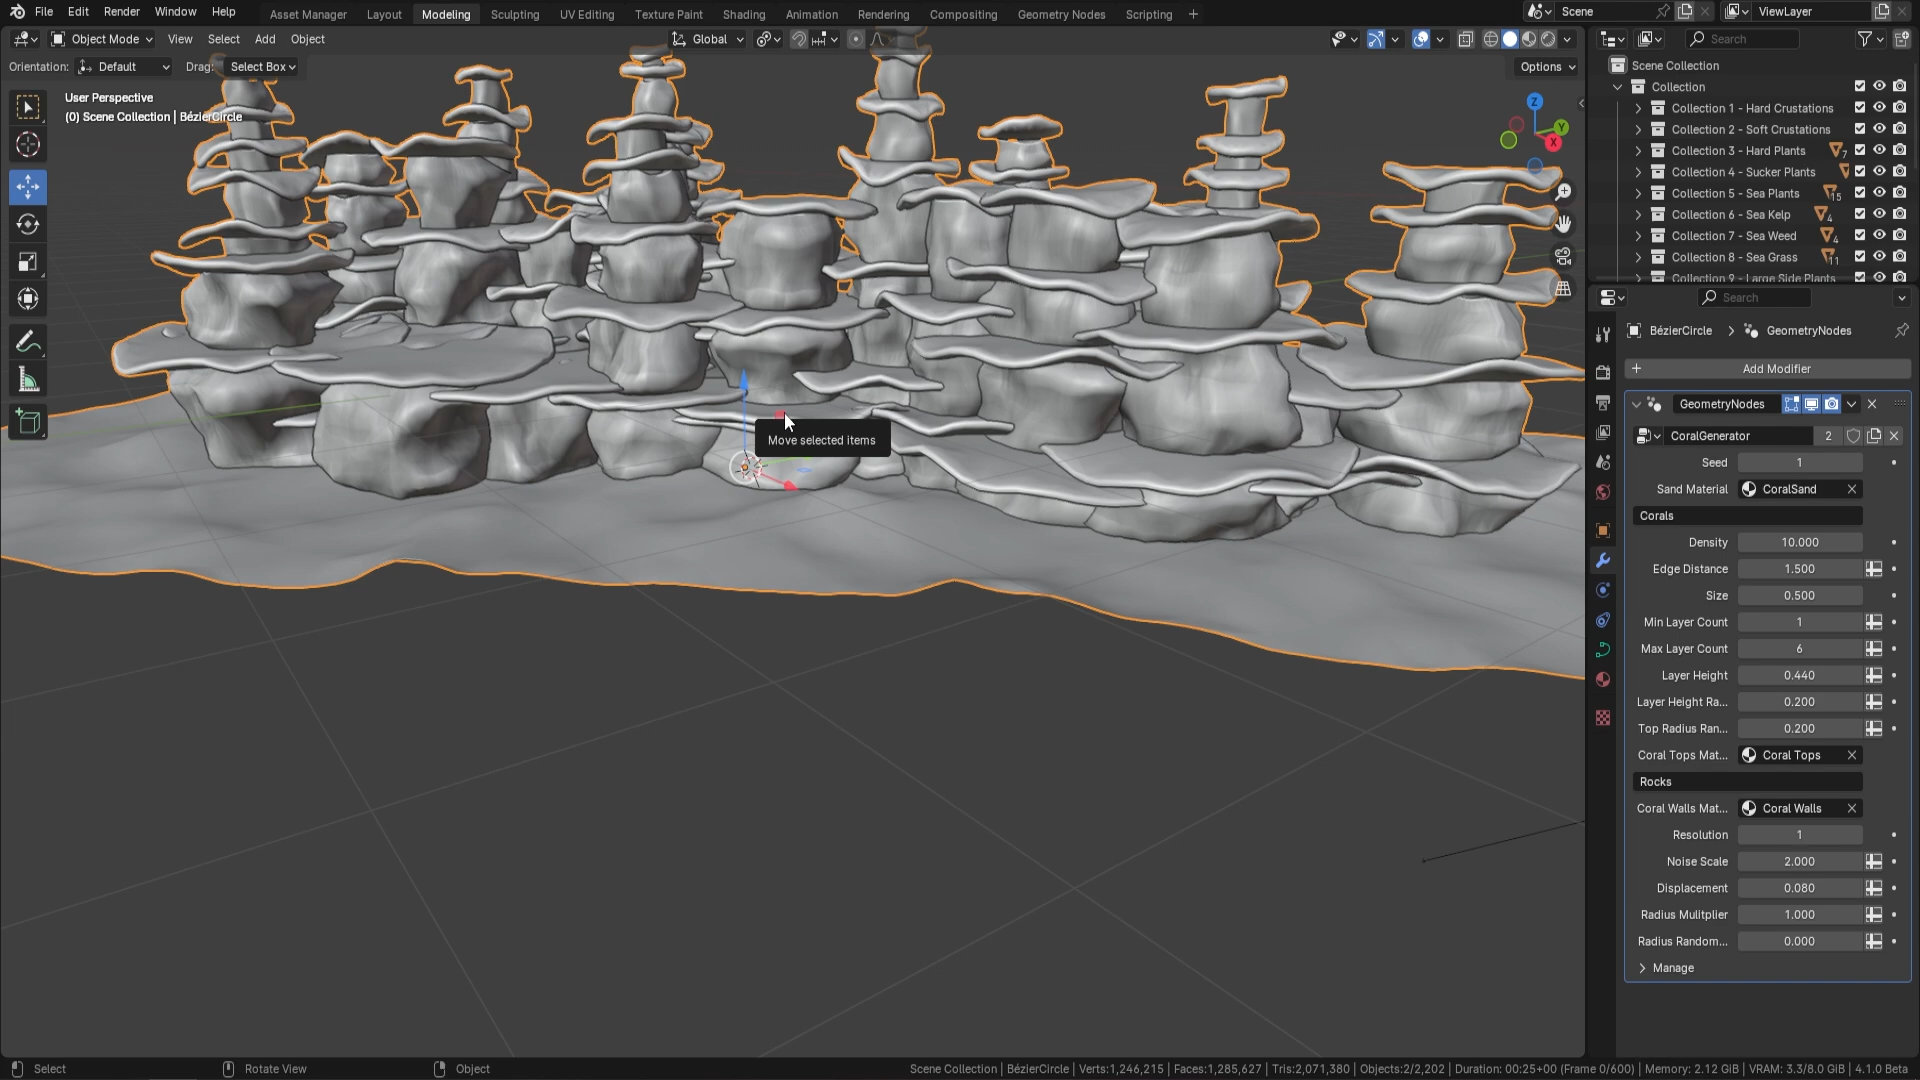 File Edit Render Window Help
Asset Manager Layout Modeling Sculpting UV Editing Texture Paint Shading Animation Rendering Compositing Geometry Nodes Scripting +
Scene
ViewLayer
Object Mode View Select Add Object
Global
Search
Orientation: Default Drag: Select Box
Options
User Perspective
(0) Scene Collection | BézierCircle
Z
Y
X
Scene Collection
Collection
Collection 1 - Hard Crustations
Collection 2 - Soft Crustations
Collection 3 - Hard Plants 7
Collection 4 - Sucker Plants
Collection 5 - Sea Plants 15
Collection 6 - Sea Kelp 4
Collection 7 - Sea Weed 4
Collection 8 - Sea Grass 11
Collection 9 - Large Side Plants
Search
BézierCircle > GeometryNodes
+ Add Modifier
GeometryNodes
CoralGenerator 2
Seed 1
Sand Material CoralSand
Corals
Density 10.000
Edge Distance 1.500
Size 0.500
Min Layer Count 1
Max Layer Count 6
Layer Height 0.440
Layer Height Ra... 0.200
Top Radius Ran... 0.200
Coral Tops Mat... Coral Tops
Rocks
Coral Walls Mat... Coral Walls
Resolution 1
Noise Scale 2.000
Displacement 0.080
Radius Mulitplier 1.000
Radius Random... 0.000
Manage
Move selected items
Select Rotate View Object
Scene Collection | BézierCircle | Verts:1,246,215 | Faces:1,285,627 | Tris:2,071,380 | Objects:2/2,202 | Duration: 00:25+00 (Frame 0/600) | Memory: 2.12 GiB | VRAM: 3.3/8.0 GiB | 4.1.0 Beta